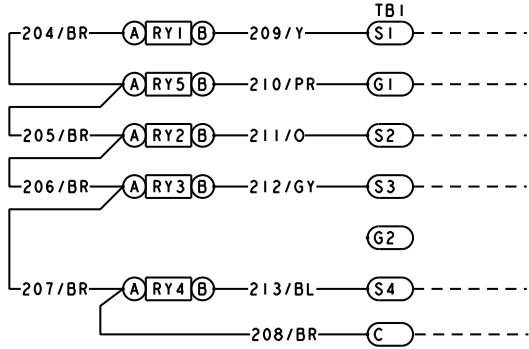 TB1
204/BR A RY1 B 209/Y S1
A RY5 B 210/PR G1
205/BR A RY2 B 211/O S2
206/BR A RY3 B 212/GY S3
G2
207/BR A RY4 B 213/BL S4
208/BR C